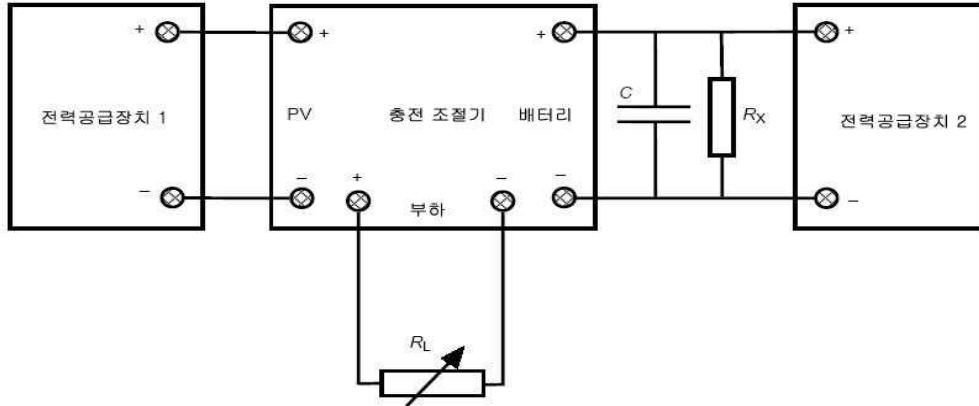 + + + +
전력공급장치 1 PV 충전 조절기 배터리 C RX 전력공급장치 2
– – + – – –
부하
RL